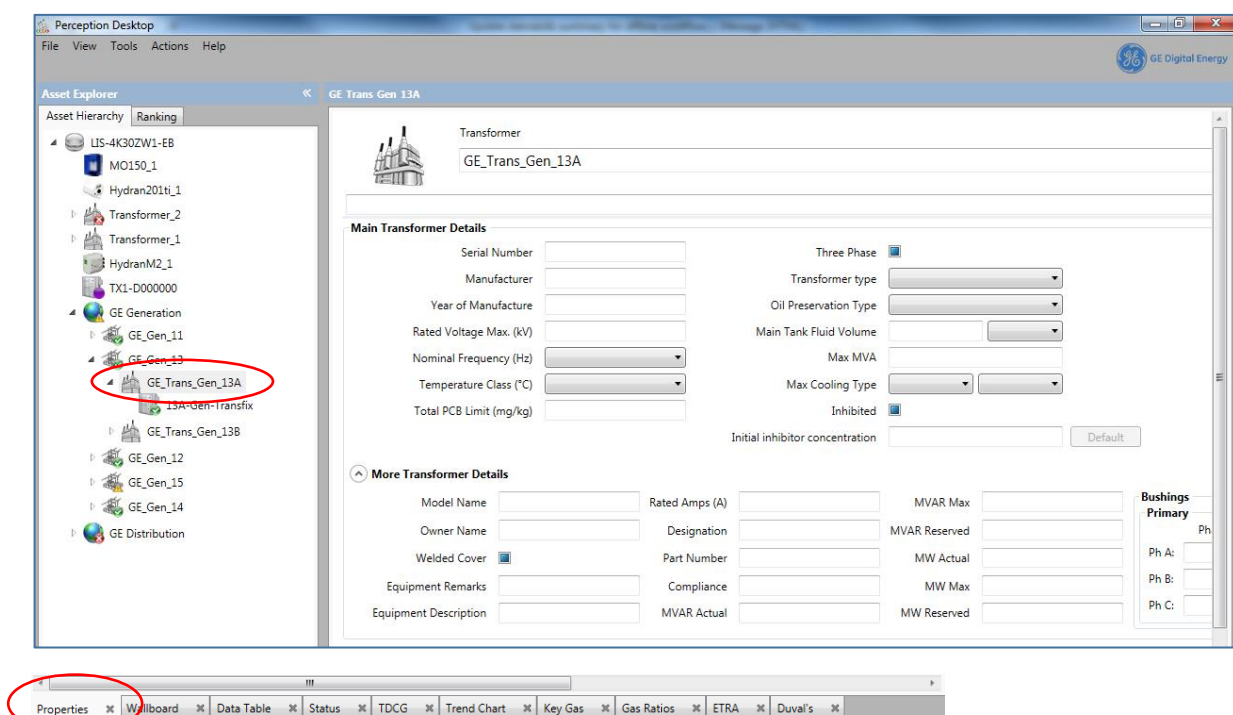 Perception Desktop
File View Tools Actions Help
GE Digital Energy
Asset Explorer
GE Trans Gen 13A
Asset Hierarchy Ranking
LIS-4K30ZW1-EB
MO150_1
Hydran201ti_1
Transformer_2
Transformer_1
HydranM2_1
TX1-D000000
GE Generation
GE_Gen_11
GE_Gen_13
GE_Trans_Gen_13A
13A-Gen-Transfix
GE_Trans_Gen_13B
GE_Gen_12
GE_Gen_15
GE_Gen_14
GE Distribution
Transformer
GE_Trans_Gen_13A
Main Transformer Details
Serial Number Three Phase
Manufacturer Transformer type
Year of Manufacture Oil Preservation Type
Rated Voltage Max. (kV) Main Tank Fluid Volume
Nominal Frequency (Hz) Max MVA
Temperature Class (°C) Max Cooling Type
Total PCB Limit (mg/kg) Inhibited
Initial inhibitor concentration Default
More Transformer Details
Model Name Rated Amps (A) MVAR Max
Owner Name Designation MVAR Reserved
Welded Cover Part Number MW Actual
Equipment Remarks Compliance MW Max
Equipment Description MVAR Actual MW Reserved
Bushings
Primary
Ph
Ph A:
Ph B:
Ph C:
Properties Wallboard Data Table Status TDCG Trend Chart Key Gas Gas Ratios ETRA Duval's